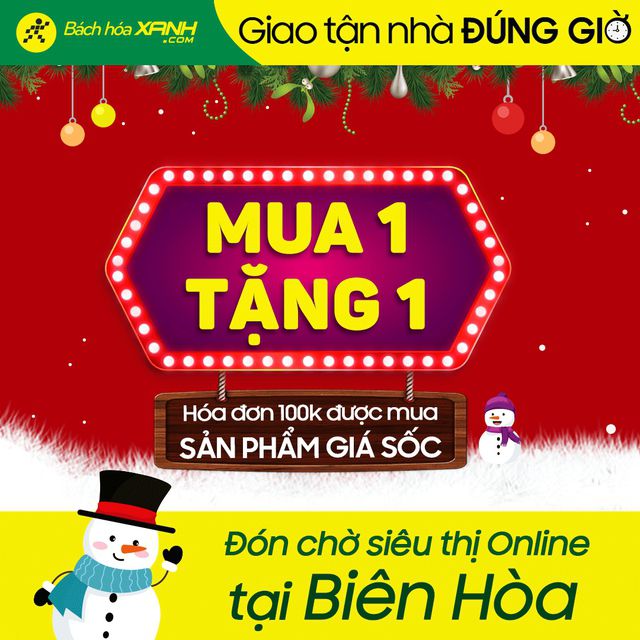 Bách hóa XANH
.COM
Giao tận nhà ĐÚNG GIỜ
MUA 1
TẶNG 1
Hóa đơn 100k được mua
SẢN PHẨM GIÁ SỐC
Đón chờ siêu thị Online
tại Biên Hòa